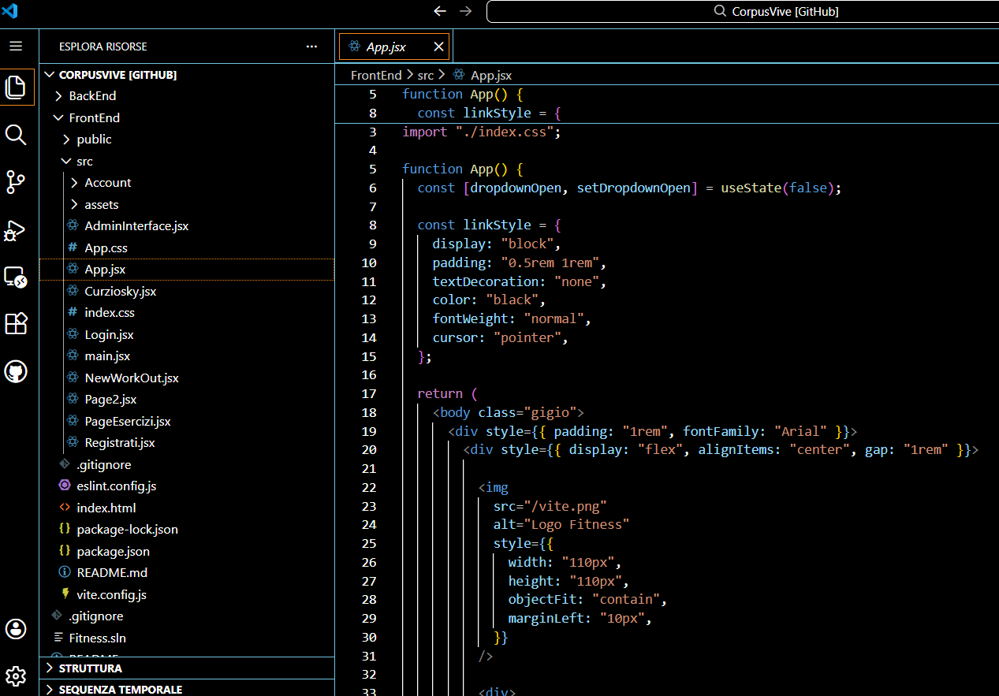 CorpusVive [GitHub]
ESPLORA RISORSE
CORPUSVIVE [GITHUB]
BackEnd
FrontEnd
public
src
Account
assets
AdminInterface.jsx
# App.css
App.jsx
Curziosky.jsx
# index.css
Login.jsx
main.jsx
NewWorkOut.jsx
Page2.jsx
PageEsercizi.jsx
Registrati.jsx
.gitignore
eslint.config.js
<> index.html
{} package-lock.json
{} package.json
README.md
vite.config.js
.gitignore
Fitness.sln
README
STRUTTURA
SEQUENZA TEMPORALE
App.jsx
FrontEnd > src > App.jsx
5 function App() {
8 const linkStyle = {
3 import "./index.css";
4
5 function App() {
6 const [dropdownOpen, setDropdownOpen] = useState(false);
7
8 const linkStyle = {
9 display: "block",
10 padding: "0.5rem 1rem",
11 textDecoration: "none",
12 color: "black",
13 fontWeight: "normal",
14 cursor: "pointer",
15 };
16
17 return (
18 <body class="gigio">
19 <div style={{ padding: "1rem", fontFamily: "Arial" }}>
20 <div style={{ display: "flex", alignItems: "center", gap: "1rem" }}>
21
22 <img
23 src="/vite.png"
24 alt="Logo Fitness"
25 style={{
26 width: "110px",
27 height: "110px",
28 objectFit: "contain",
29 marginLeft: "10px",
30 }}
31 />
32
33 <div>